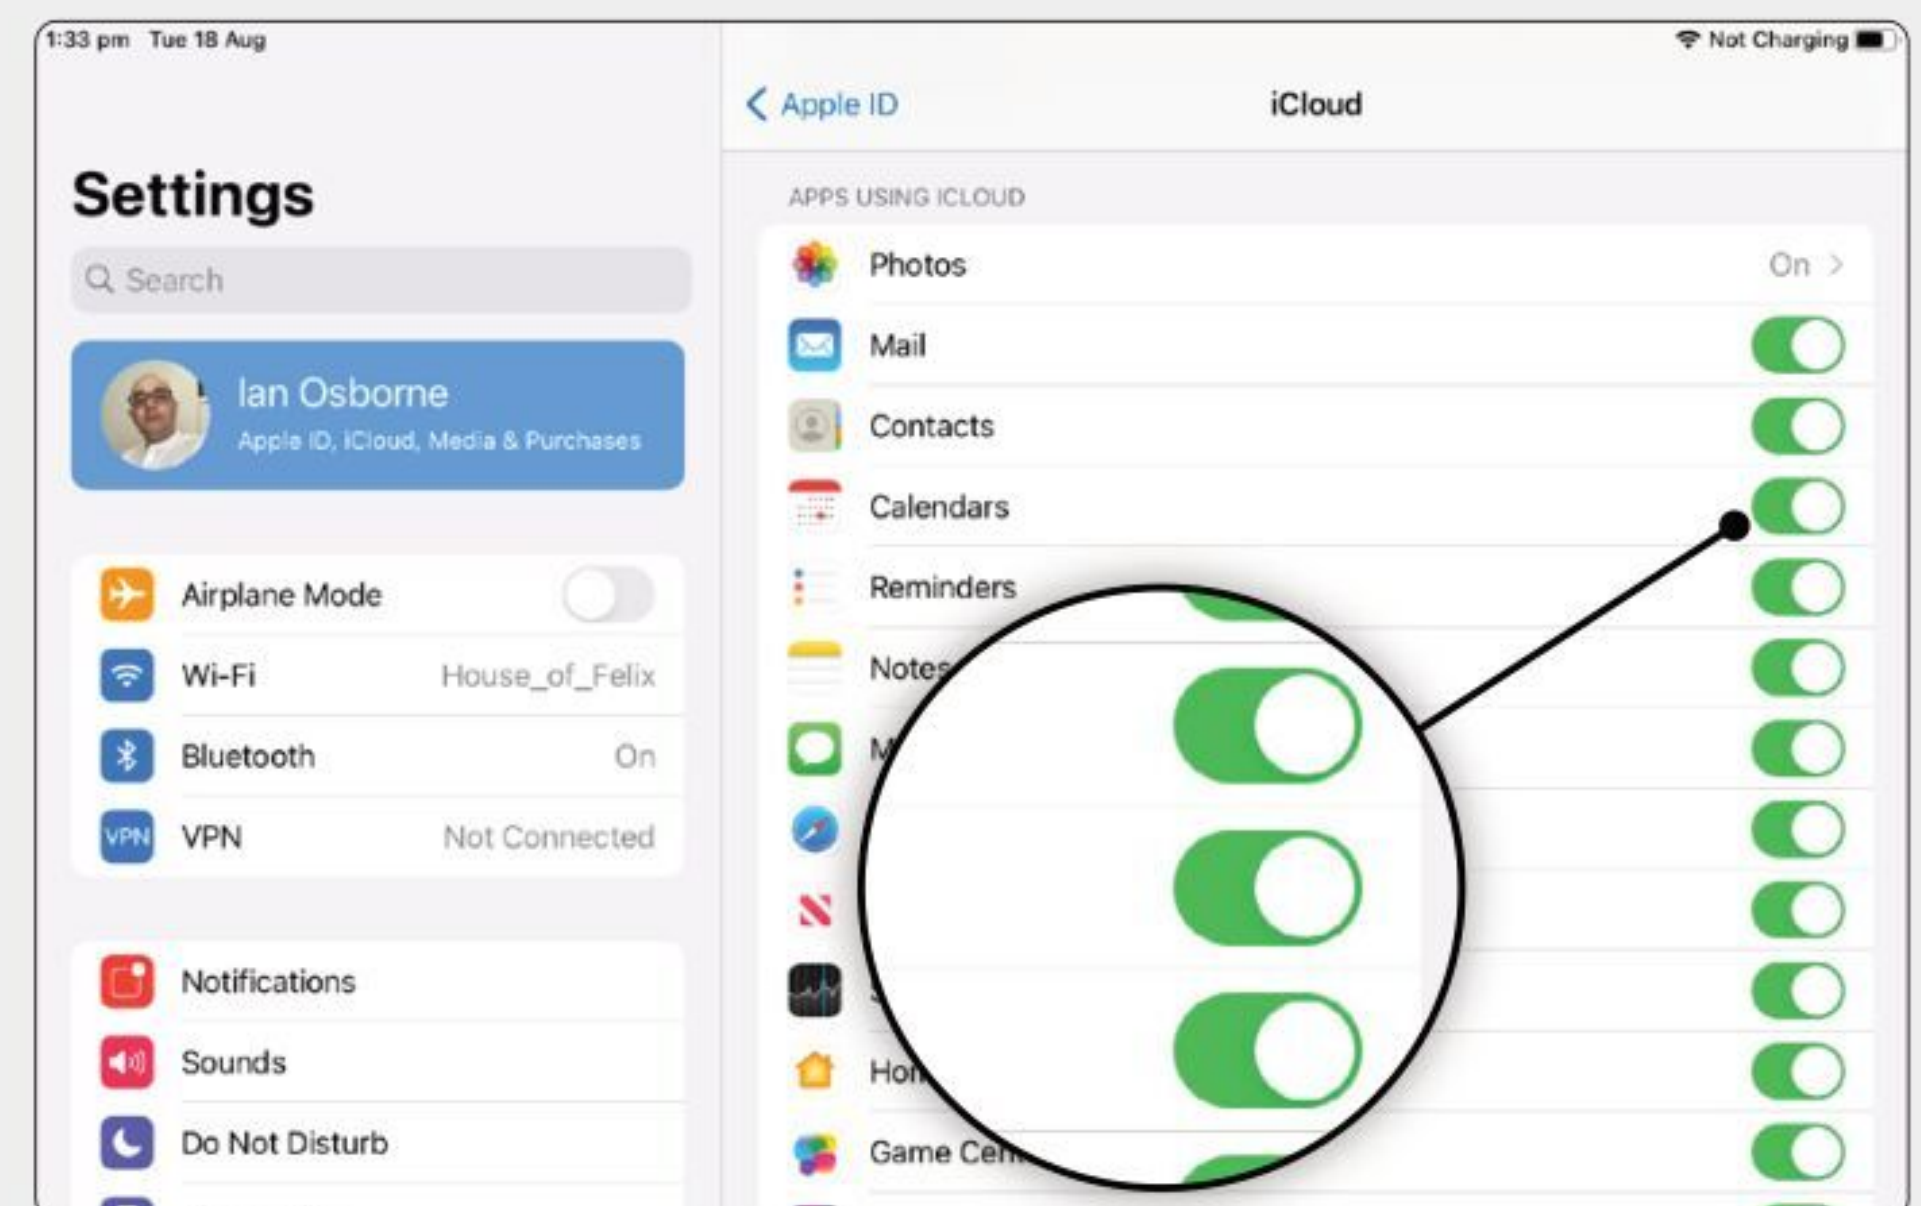 1:33 pm Tue 18 Aug
Not Charging
Settings
Search
Ian Osborne
Apple ID, iCloud, Media & Purchases
Airplane Mode
Wi-Fi House_of_Felix
Bluetooth On
VPN VPN Not Connected
Notifications
Sounds
Do Not Disturb
Apple ID iCloud
APPS USING ICLOUD
Photos On
Mail
Contacts
Calendars
Reminders
Notes
Game